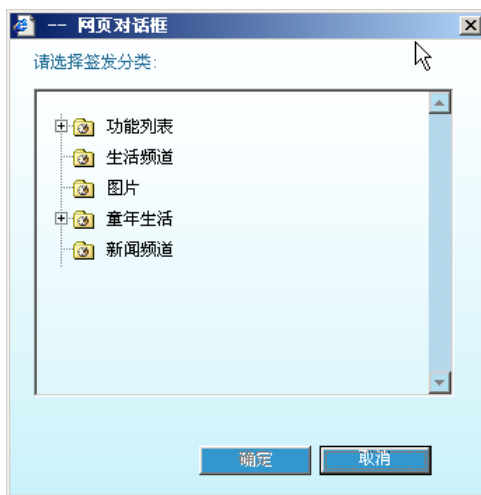 -- 网页对话框
请选择签发分类:
功能列表
生活频道
图片
童年生活
新闻频道
确定 取消